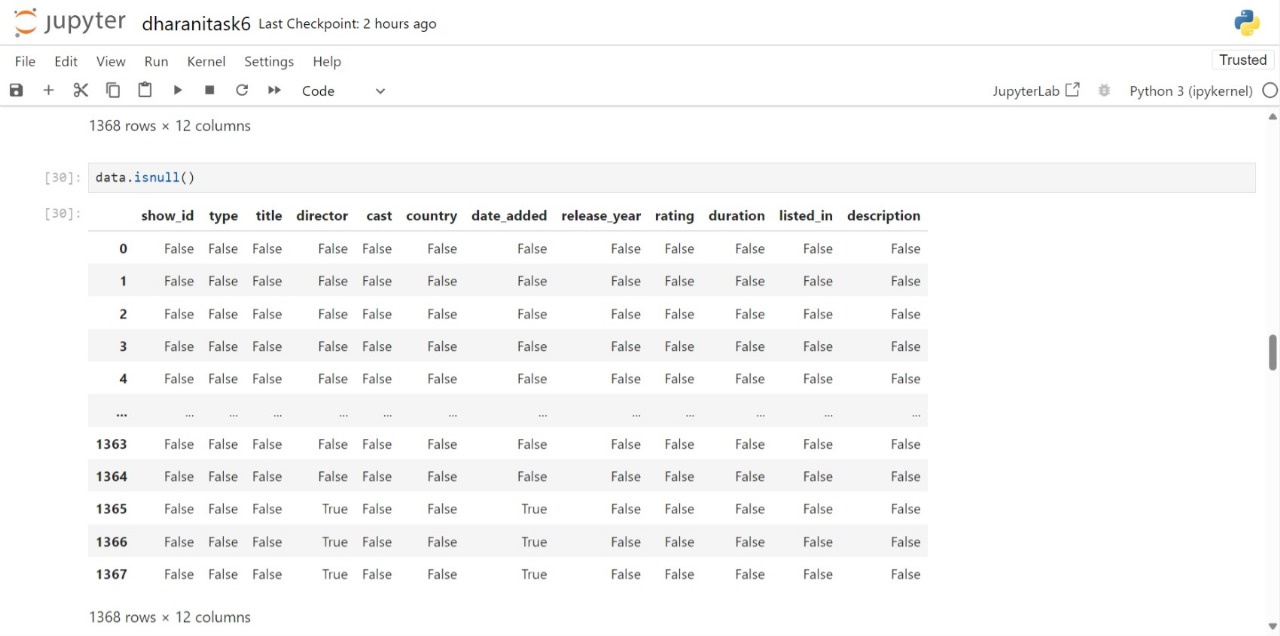 jupyter dharanitask6 Last Checkpoint: 2 hours ago
File Edit View Run Kernel Settings Help Trusted
Code JupyterLab Python 3 (ipykernel)
1368 rows × 12 columns
[30]: data.isnull()
[30]: show_id type title director cast country date_added release_year rating duration listed_in description
0 False False False False False False False False False False False False
1 False False False False False False False False False False False False
2 False False False False False False False False False False False False
3 False False False False False False False False False False False False
4 False False False False False False False False False False False False
... ... ... ... ... ... ... ... ... ... ... ... ...
1363 False False False False False False False False False False False False
1364 False False False False False False False False False False False False
1365 False False False True False False True False False False False False
1366 False False False True False False True False False False False False
1367 False False False True False False True False False False False False
1368 rows × 12 columns